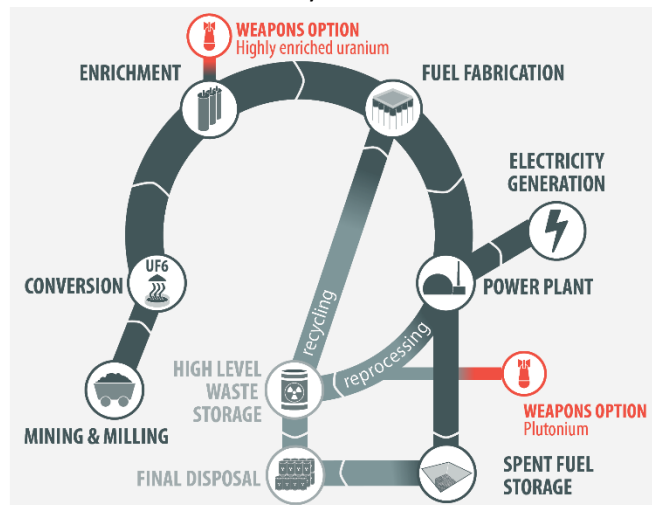 WEAPONS OPTION
Highly enriched uranium
ENRICHMENT
FUEL FABRICATION
ELECTRICITY
GENERATION
UF6
CONVERSION
POWER PLANT
recycling
reprocessing
HIGH LEVEL
WASTE
STORAGE
WEAPONS OPTION
Plutonium
MINING & MILLING
FINAL DISPOSAL
SPENT FUEL
STORAGE